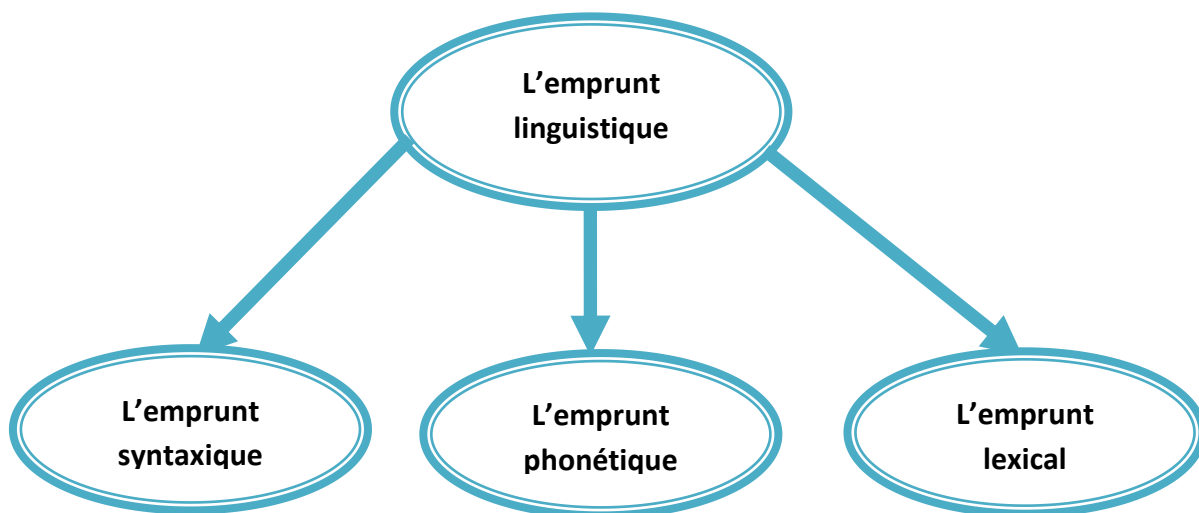 L’emprunt
linguistique
L’emprunt
syntaxique
L’emprunt
phonétique
L’emprunt
lexical